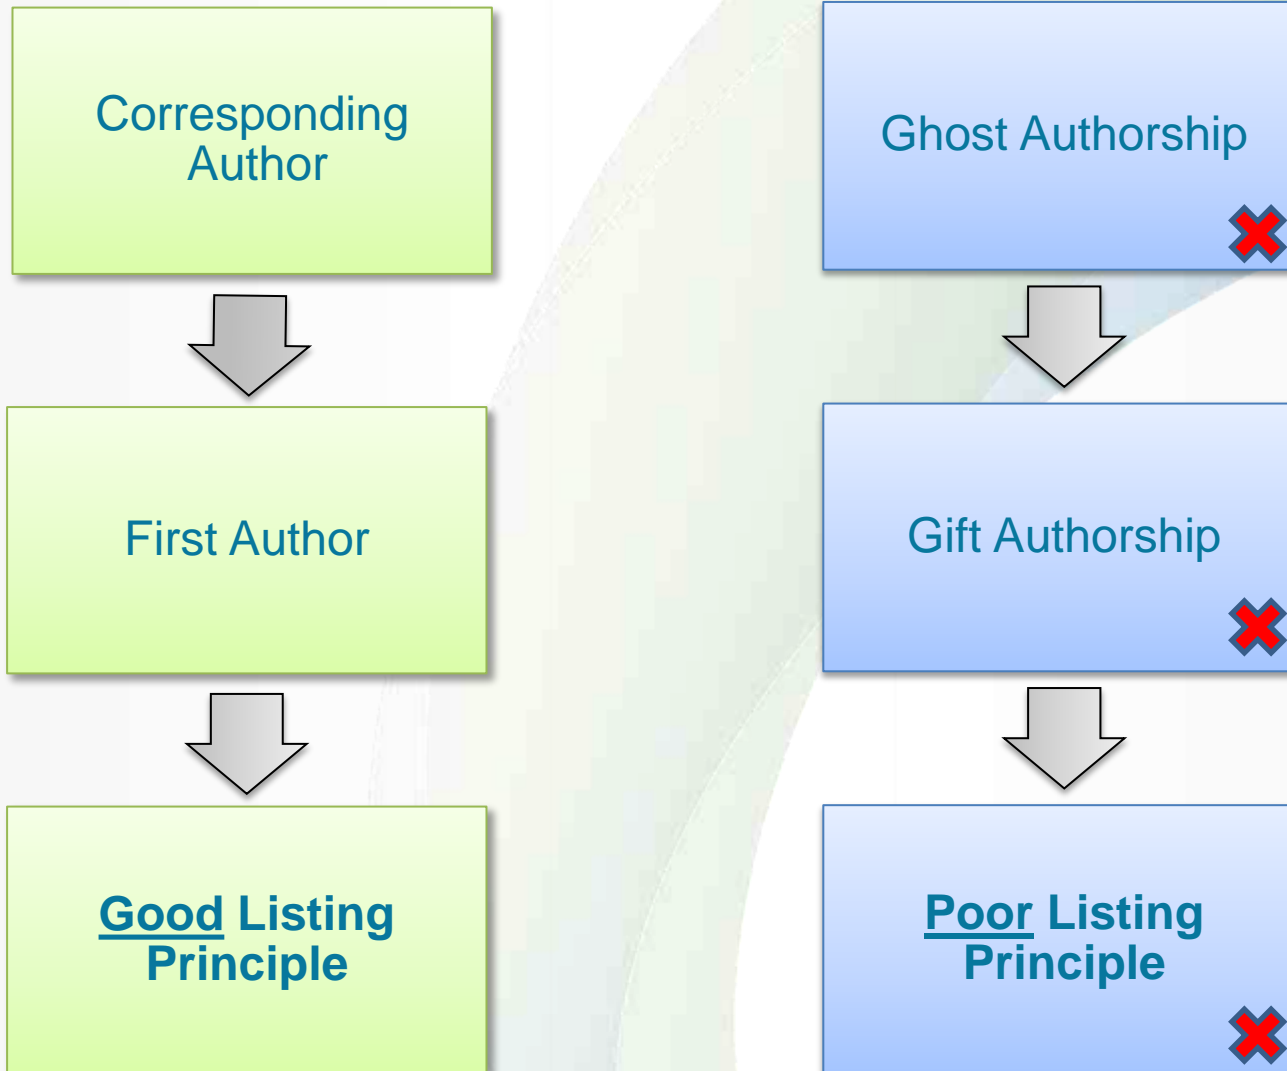 Corresponding
Author
First Author
Good Listing
Principle
Ghost Authorship
Gift Authorship
Poor Listing
Principle